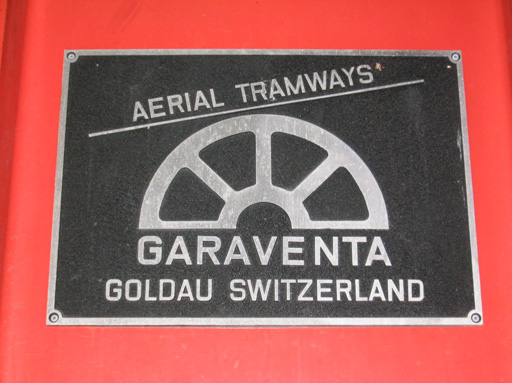 AERIAL TRAMWAYS
GARAVENTA
GOLDAU SWITZERLAND